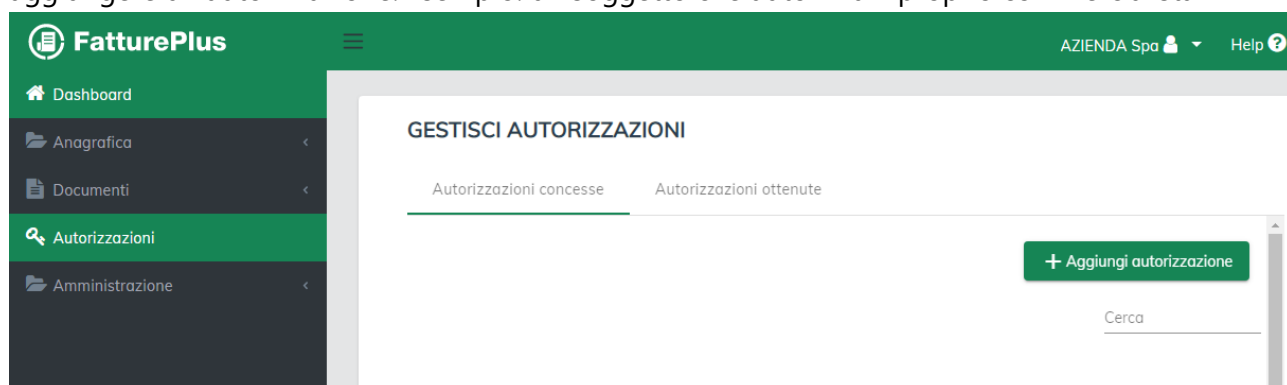 FatturePlus
AZIENDA Spa
Help
Dashboard
Anagrafica
Documenti
Autorizzazioni
Amministrazione
GESTISCI AUTORIZZAZIONI
Autorizzazioni concesse
Autorizzazioni ottenute
+ Aggiungi autorizzazione
Cerca